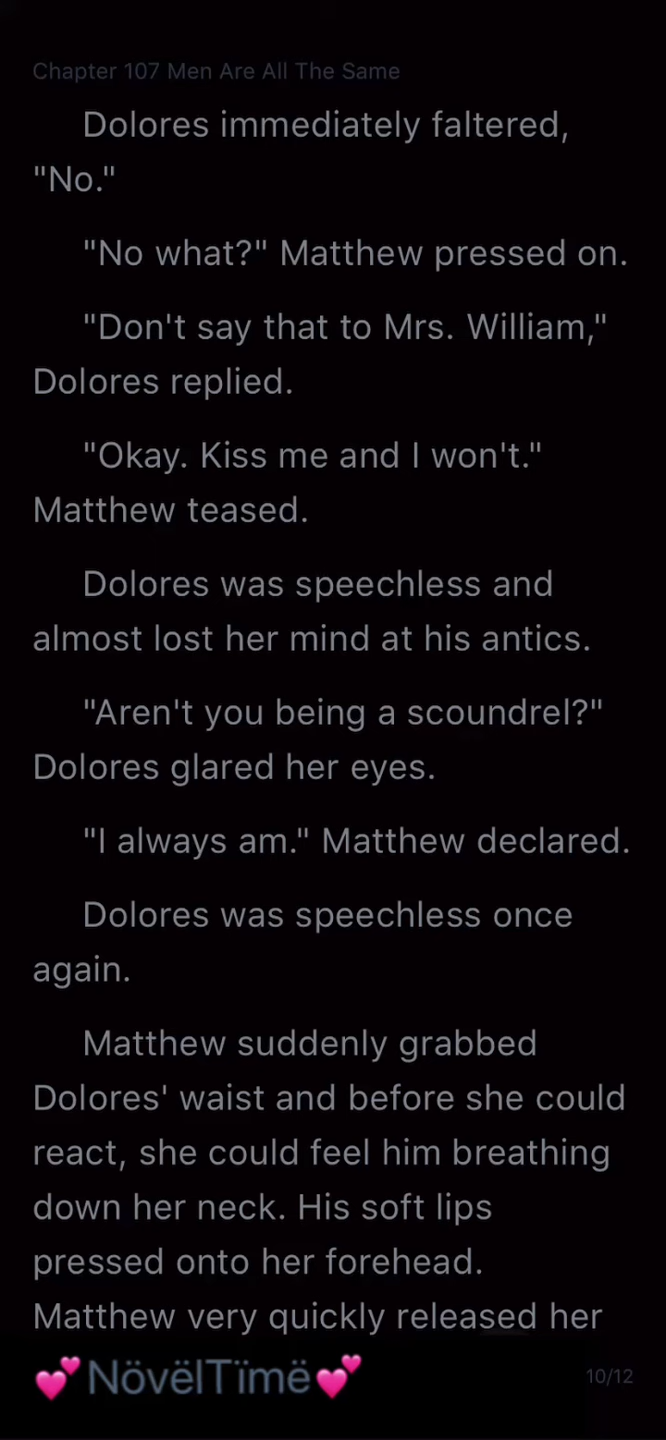 Chapter 107 Men Are All The Same
Dolores immediately faltered,
"No."
"No what?" Matthew pressed on.
"Don't say that to Mrs. William,"
Dolores replied.
"Okay. Kiss me and I won't."
Matthew teased.
Dolores was speechless and
almost lost her mind at his antics.
"Aren't you being a scoundrel?"
Dolores glared her eyes.
"I always am." Matthew declared.
Dolores was speechless once
again.
Matthew suddenly grabbed
Dolores' waist and before she could
react, she could feel him breathing
down her neck. His soft lips
pressed onto her forehead.
Matthew very quickly released her
💕NövëlTïmë💕
10/12